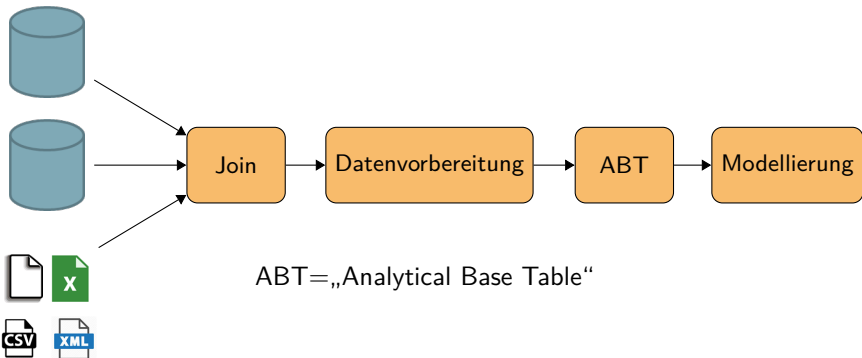 Join
Datenvorbereitung
ABT
Modellierung
ABT=„Analytical Base Table“
X
CSV
XML